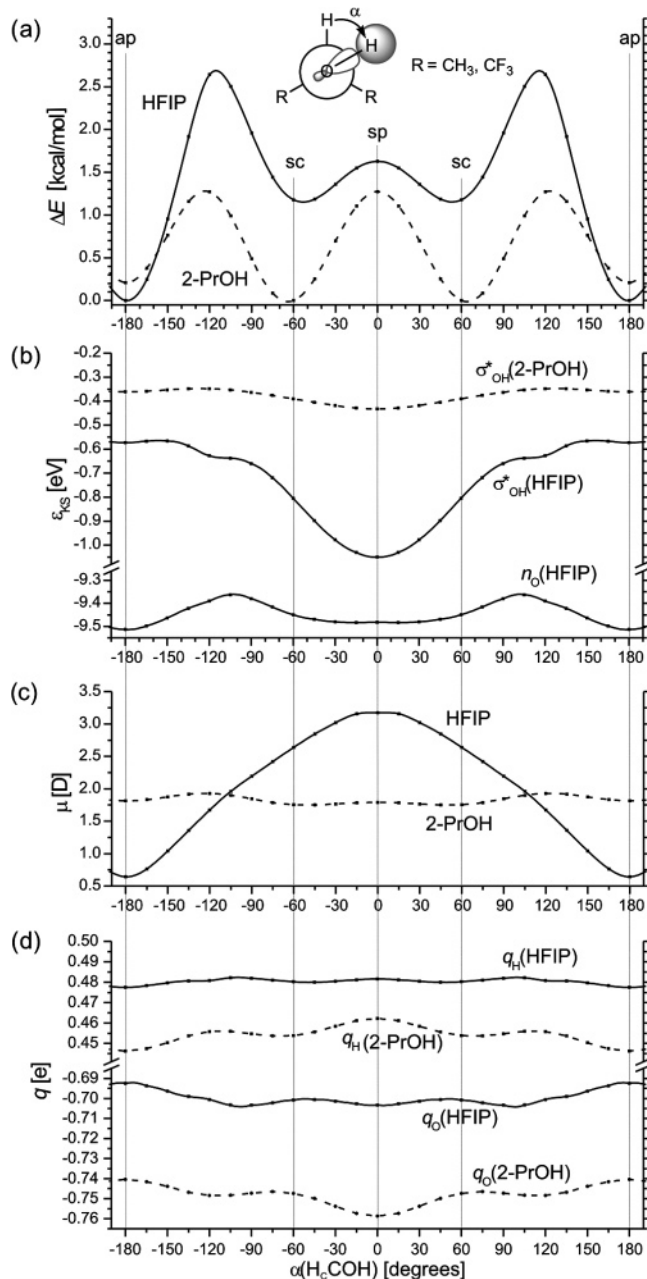 (a)
ap
H
α
H
R
R
R = CH₃, CF₃
ap
HFIP
sc
sp
sc
2-PrOH
ΔE [kcal/mol]
3.0
2.5
2.0
1.5
1.0
0.5
0.0
-180 -150 -120 -90 -60 -30 0 30 60 90 120 150 180
(b)
σ*OH(2-PrOH)
σ*OH(HFIP)
nO(HFIP)
εKS [eV]
-0.2
-0.3
-0.4
-0.5
-0.6
-0.7
-0.8
-0.9
-1.0
-9.3
-9.4
-9.5
-180 -150 -120 -90 -60 -30 0 30 60 90 120 150 180
(c)
HFIP
2-PrOH
μ [D]
3.5
3.0
2.5
2.0
1.5
1.0
0.5
-180 -150 -120 -90 -60 -30 0 30 60 90 120 150 180
(d)
qH(HFIP)
qH(2-PrOH)
qO(HFIP)
qO(2-PrOH)
q [e]
0.50
0.49
0.48
0.47
0.46
0.45
-0.69
-0.70
-0.71
-0.72
-0.73
-0.74
-0.75
-0.76
-180 -150 -120 -90 -60 -30 0 30 60 90 120 150 180
α(HCCOH) [degrees]